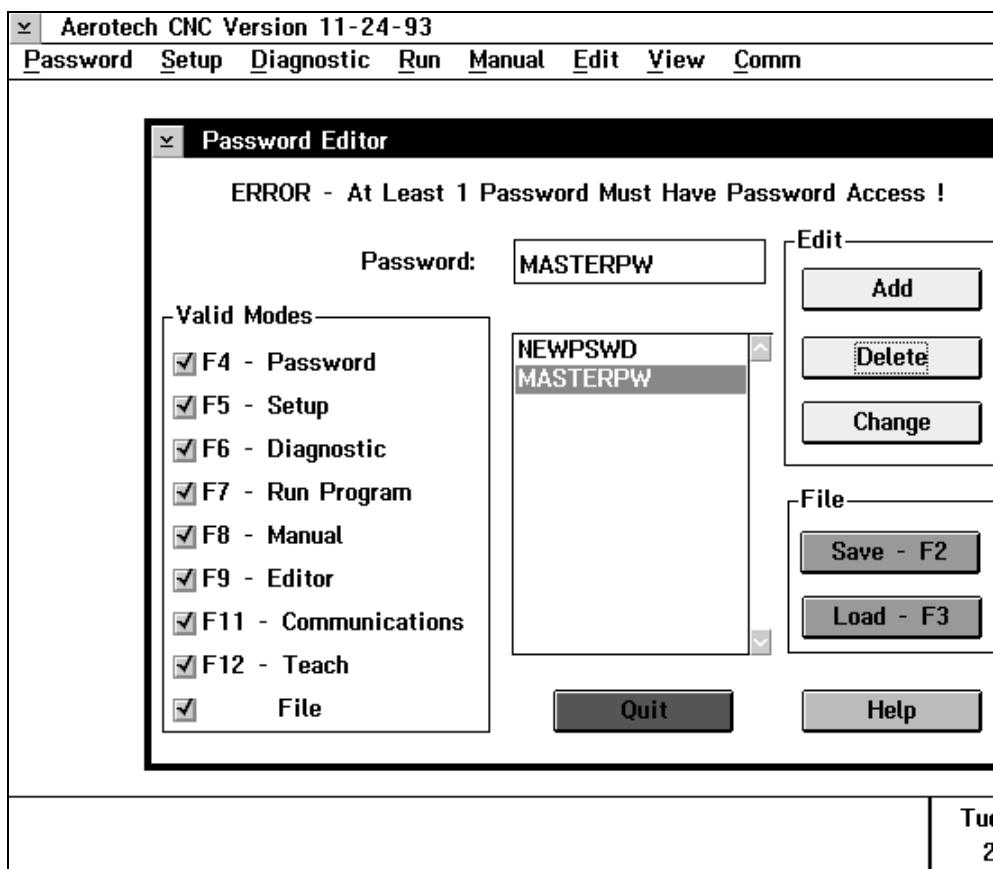 Aerotech CNC Version 11-24-93
Password Setup Diagnostic Run Manual Edit View Comm
Password Editor
ERROR - At Least 1 Password Must Have Password Access !
Password: MASTERPW
Valid Modes
F4 - Password
F5 - Setup
F6 - Diagnostic
F7 - Run Program
F8 - Manual
F9 - Editor
F11 - Communications
F12 - Teach
File
NEWPSWD
MASTERPW
Edit
Add
Delete
Change
File
Save - F2
Load - F3
Quit
Help
Tu
2